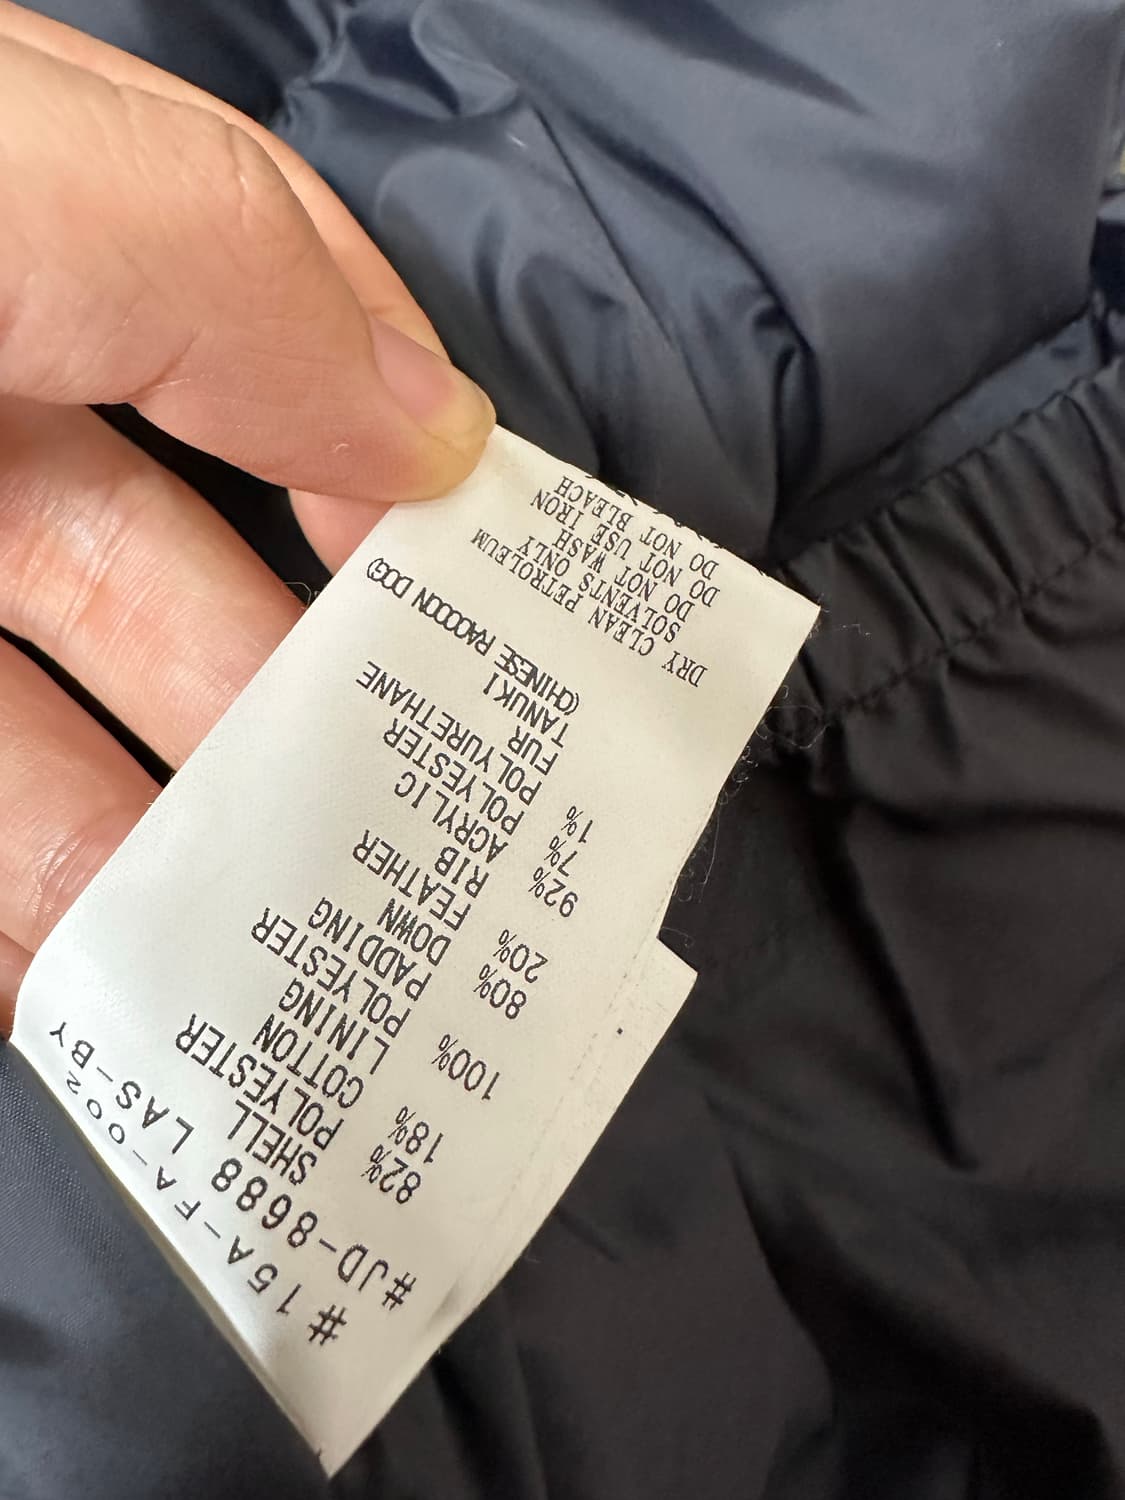 #15A-FA-002
#JD-8688 LAS-BY
SHELL
82% POLYESTER
18% COTTON
LINING
100% POLYESTER
PADDING
80% DOWN
20% FEATHER
RIB
92% ACRYLIC
7% POLYESTER
1% POLYURETHANE
FUR
TANUKI
(CHINESE RACCOON DOG)
DRY CLEAN PETROLEUM
SOLVENTS ONLY
DO NOT WASH
DO NOT USE IRON
DO NOT BLEACH